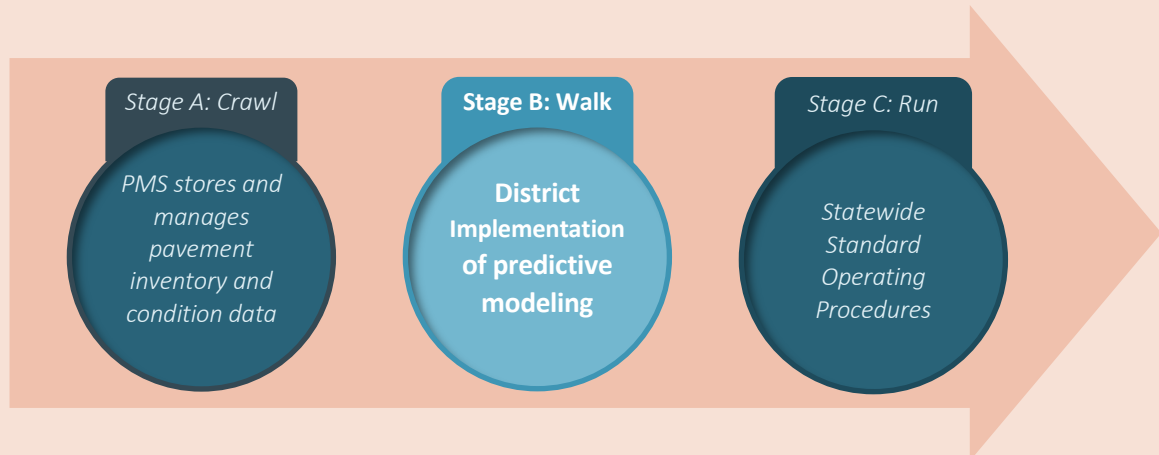 Stage A: Crawl
PMS stores and
manages
pavement
inventory and
condition data
Stage B: Walk
District
Implementation
of predictive
modeling
Stage C: Run
Statewide
Standard
Operating
Procedures